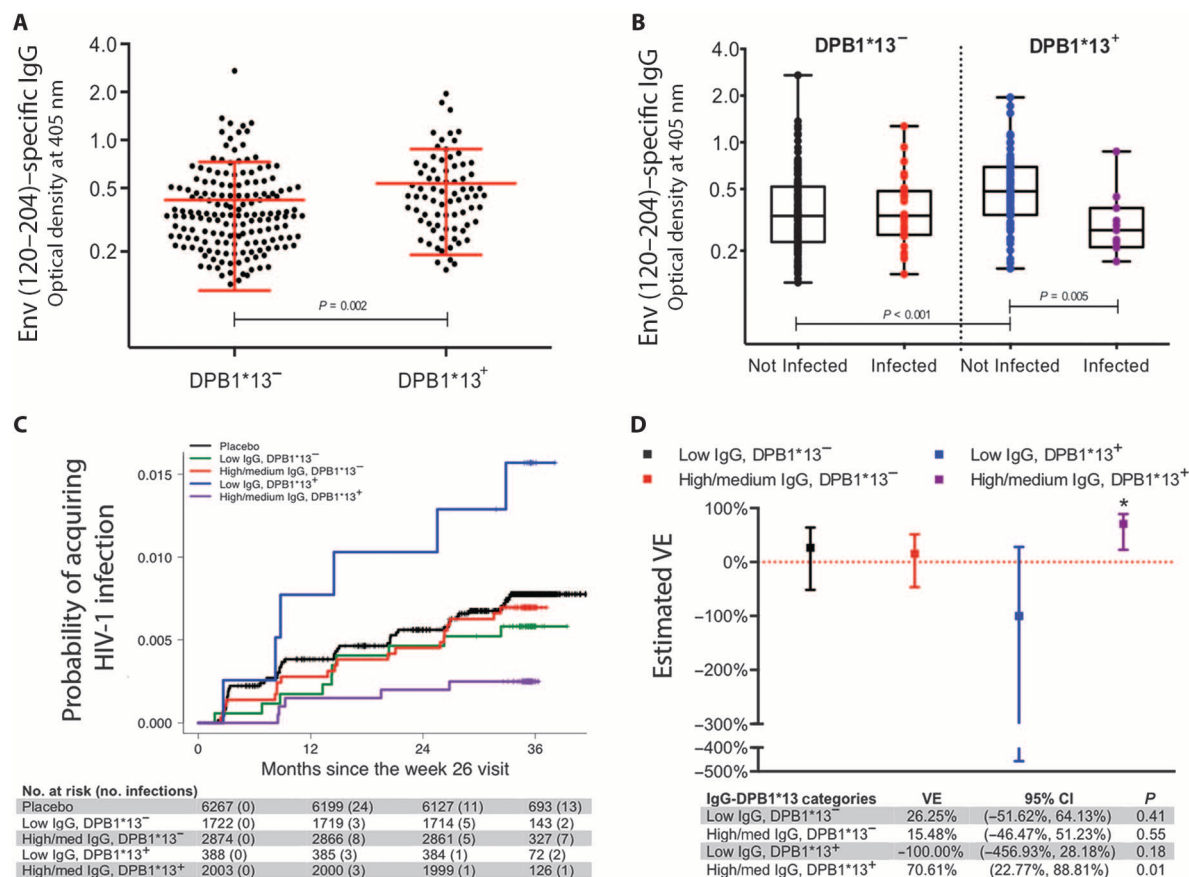 A
Env (120–204)–specific IgG
Optical density at 405 nm
4.0
2.0
1.0
0.5
0.2
P = 0.002
DPB1*13−
DPB1*13+
B
Env (120–204)–specific IgG
Optical density at 405 nm
DPB1*13−
DPB1*13+
4.0
2.0
1.0
0.5
0.2
P < 0.001
P = 0.005
Not Infected
Infected
Not Infected
Infected
C
Probability of acquiring
HIV-1 infection
Placebo
Low IgG, DPB1*13−
High/medium IgG, DPB1*13−
Low IgG, DPB1*13+
High/medium IgG, DPB1*13+
0.015
0.010
0.005
0.000
0 12 24 36
Months since the week 26 visit
No. at risk (no. infections)
Placebo 6267 (0) 6199 (24) 6127 (11) 693 (13)
Low IgG, DPB1*13− 1722 (0) 1719 (3) 1714 (5) 143 (2)
High/med IgG, DPB1*13− 2874 (0) 2866 (8) 2861 (5) 327 (7)
Low IgG, DPB1*13+ 388 (0) 385 (3) 384 (1) 72 (2)
High/med IgG, DPB1*13+ 2003 (0) 2000 (3) 1999 (1) 126 (1)
D
Low IgG, DPB1*13−
High/medium IgG, DPB1*13−
Low IgG, DPB1*13+
High/medium IgG, DPB1*13+
Estimated VE
100%
0%
−100%
−200%
−300%
−400%
−500%
*
IgG-DPB1*13 categories VE 95% CI P
Low IgG, DPB1*13− 26.25% (−51.62%, 64.13%) 0.41
High/med IgG, DPB1*13− 15.48% (−46.47%, 51.23%) 0.55
Low IgG, DPB1*13+ −100.00% (−456.93%, 28.18%) 0.18
High/med IgG, DPB1*13+ 70.61% (22.77%, 88.81%) 0.01